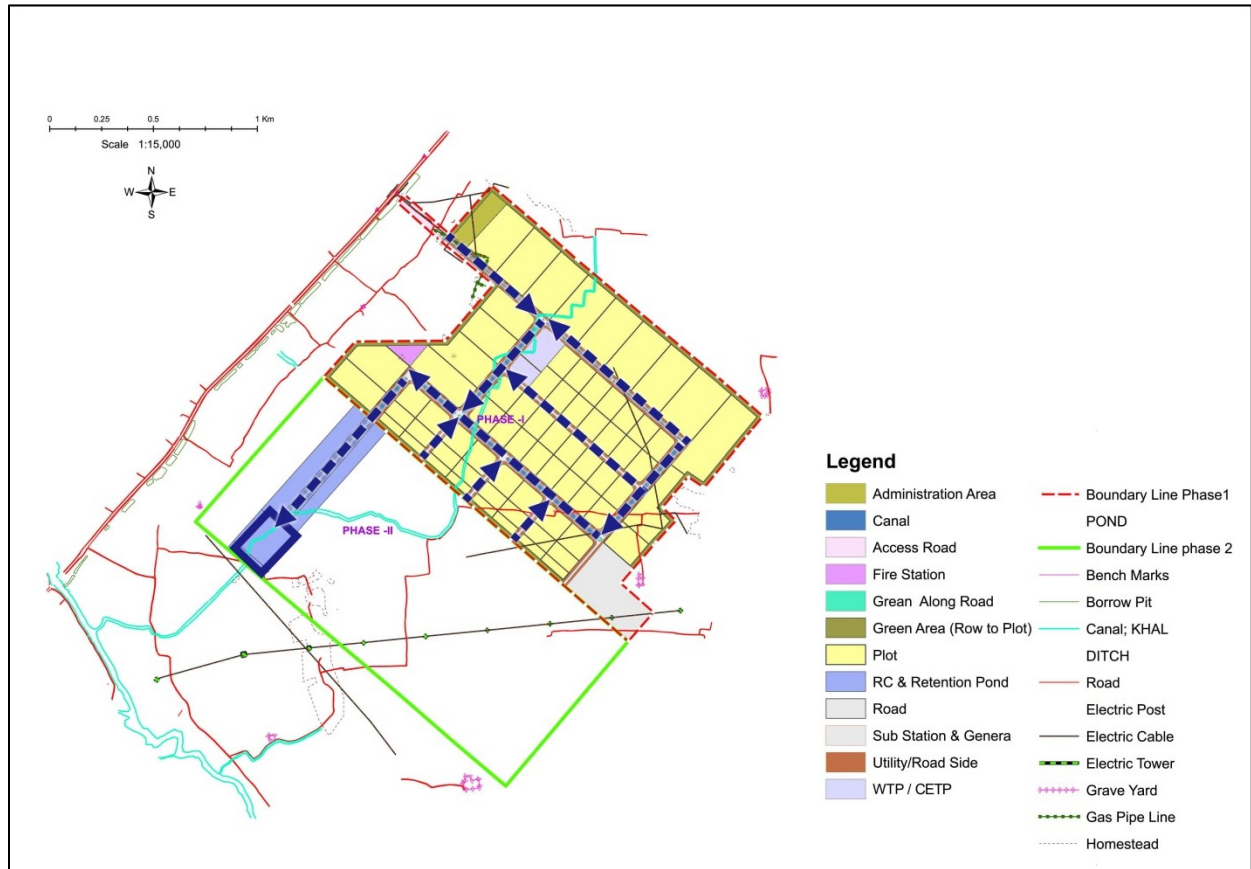 0 0.25 0.5 1 Km
Scale 1:15,000
N
W E
S
PHASE -I
PHASE -II
Legend
Administration Area
Canal
Access Road
Fire Station
Grean Along Road
Green Area (Row to Plot)
Plot
RC & Retention Pond
Road
Sub Station & Genera
Utility/Road Side
WTP / CETP
Boundary Line Phase1
POND
Boundary Line phase 2
Bench Marks
Borrow Pit
Canal; KHAL
DITCH
Road
Electric Post
Electric Cable
Electric Tower
Grave Yard
Gas Pipe Line
Homestead